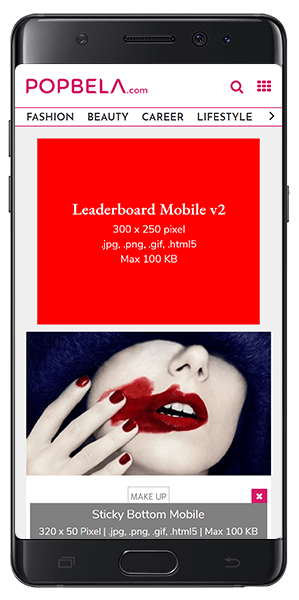 POPBELA.com
FASHION BEAUTY CAREER LIFESTYLE >
Leaderboard Mobile v2
300 x 250 pixel
.jpg, .png, .gif, .html5
Max 100 KB
MAKE UP
Sticky Bottom Mobile
320 x 50 Pixel | .jpg, .png, .gif, .html5 | Max 100 KB